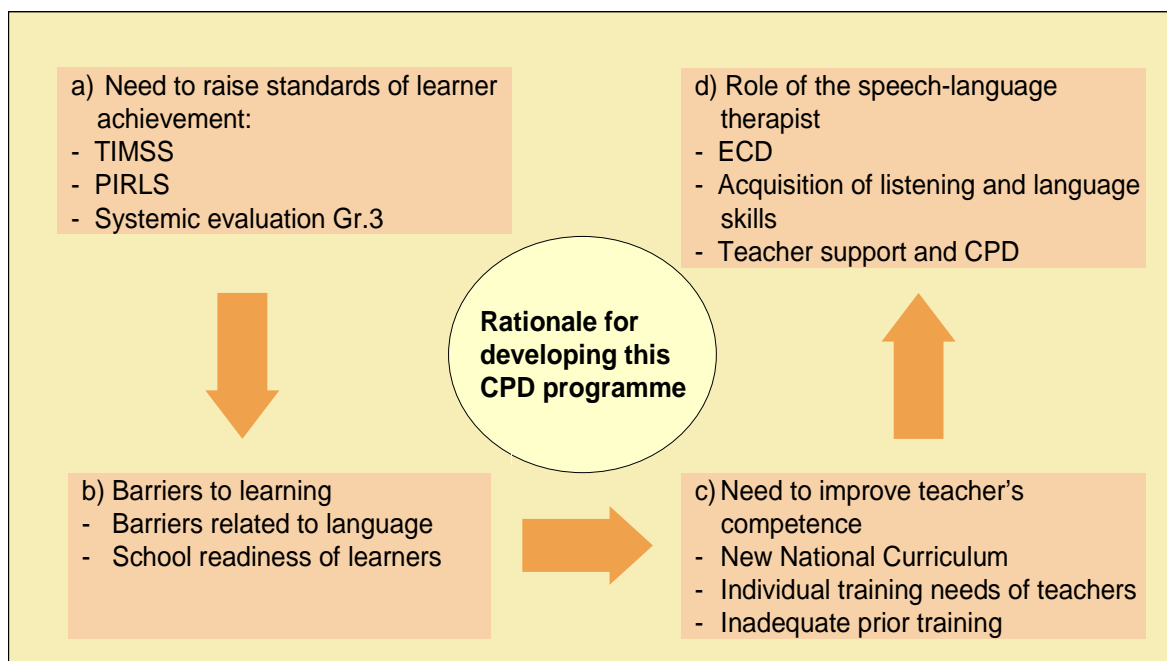 a) Need to raise standards of learner
achievement:
- TIMSS
- PIRLS
- Systemic evaluation Gr.3
d) Role of the speech-language
therapist
- ECD
- Acquisition of listening and language
skills
- Teacher support and CPD
Rationale for
developing this
CPD programme
b) Barriers to learning
- Barriers related to language
- School readiness of learners
c) Need to improve teacher’s
competence
- New National Curriculum
- Individual training needs of teachers
- Inadequate prior training